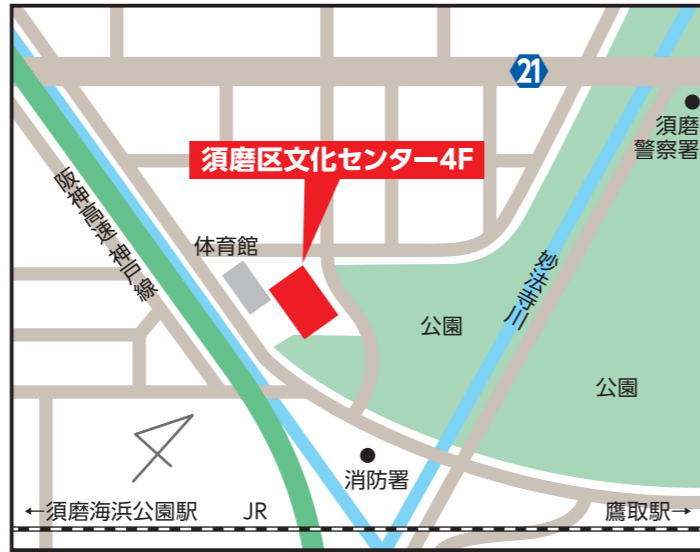 21
須磨
警察署
須磨区文化センター4F
阪神高速 神戸線
体育館
妙法寺川
公園
公園
消防署
←須磨海浜公園駅
JR
鷹取駅→